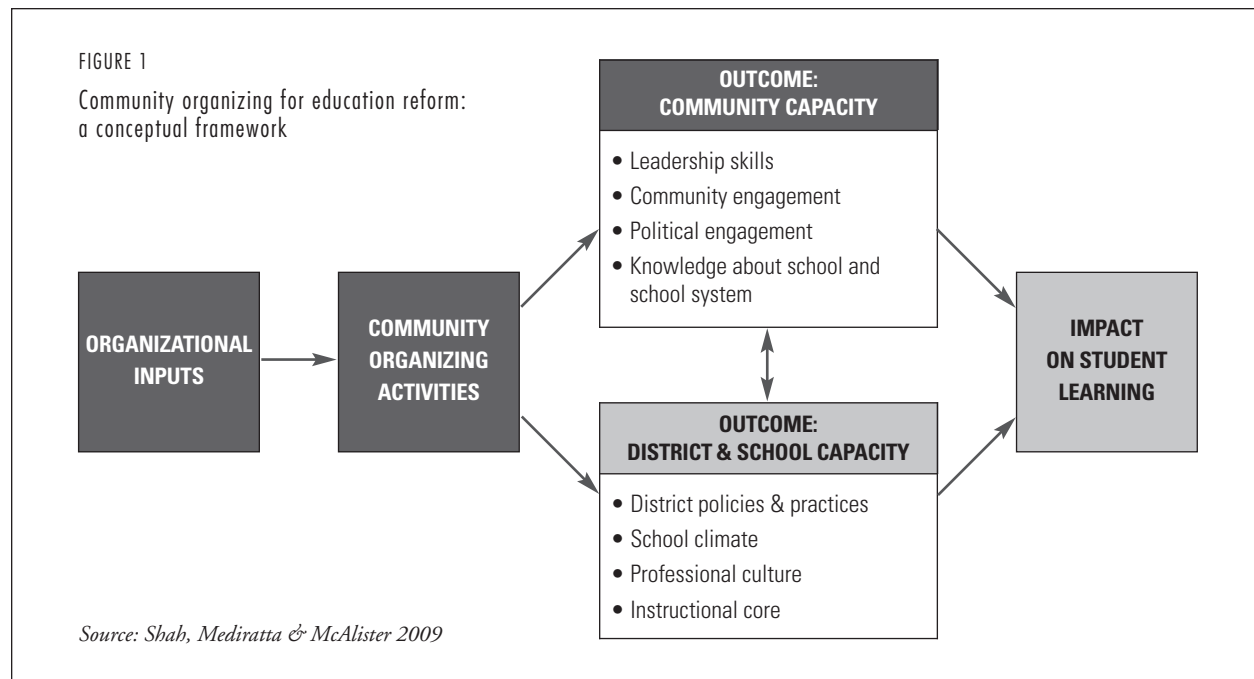 FIGURE 1
Community organizing for education reform:
a conceptual framework
ORGANIZATIONAL
INPUTS
COMMUNITY
ORGANIZING
ACTIVITIES
OUTCOME:
COMMUNITY CAPACITY
• Leadership skills
• Community engagement
• Political engagement
• Knowledge about school and
school system
OUTCOME:
DISTRICT & SCHOOL CAPACITY
• District policies & practices
• School climate
• Professional culture
• Instructional core
IMPACT
ON STUDENT
LEARNING
Source: Shah, Mediratta & McAlister 2009